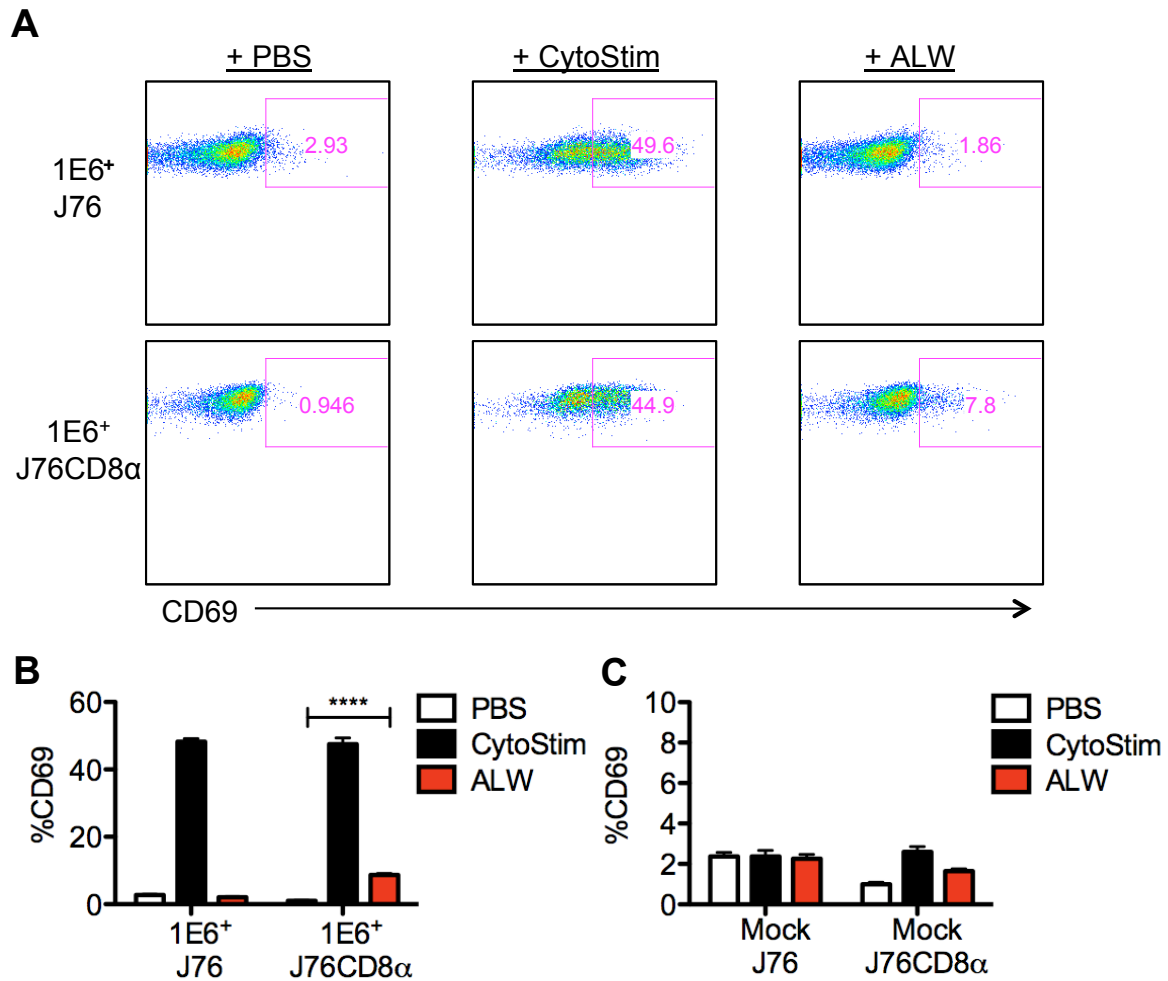 A
+ PBS + CytoStim + ALW
1E6+
J76
2.93 49.6 1.86
1E6+
J76CD8α
0.946 44.9 7.8
CD69
B
60
40
20
0
%CD69
****
PBS
CytoStim
ALW
1E6+
J76
1E6+
J76CD8α
C
10
8
6
4
2
0
%CD69
PBS
CytoStim
ALW
Mock
J76
Mock
J76CD8α